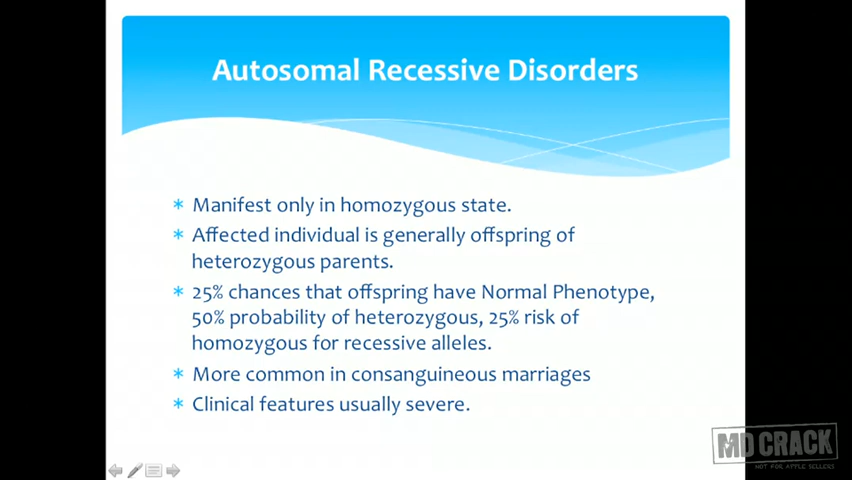 Autosomal Recessive Disorders
* Manifest only in homozygous state.
* Affected individual is generally offspring of
heterozygous parents.
* 25% chances that offspring have Normal Phenotype,
50% probability of heterozygous, 25% risk of
homozygous for recessive alleles.
* More common in consanguineous marriages
* Clinical features usually severe.
MD CRACK
NOT FOR APPLE SELLERS